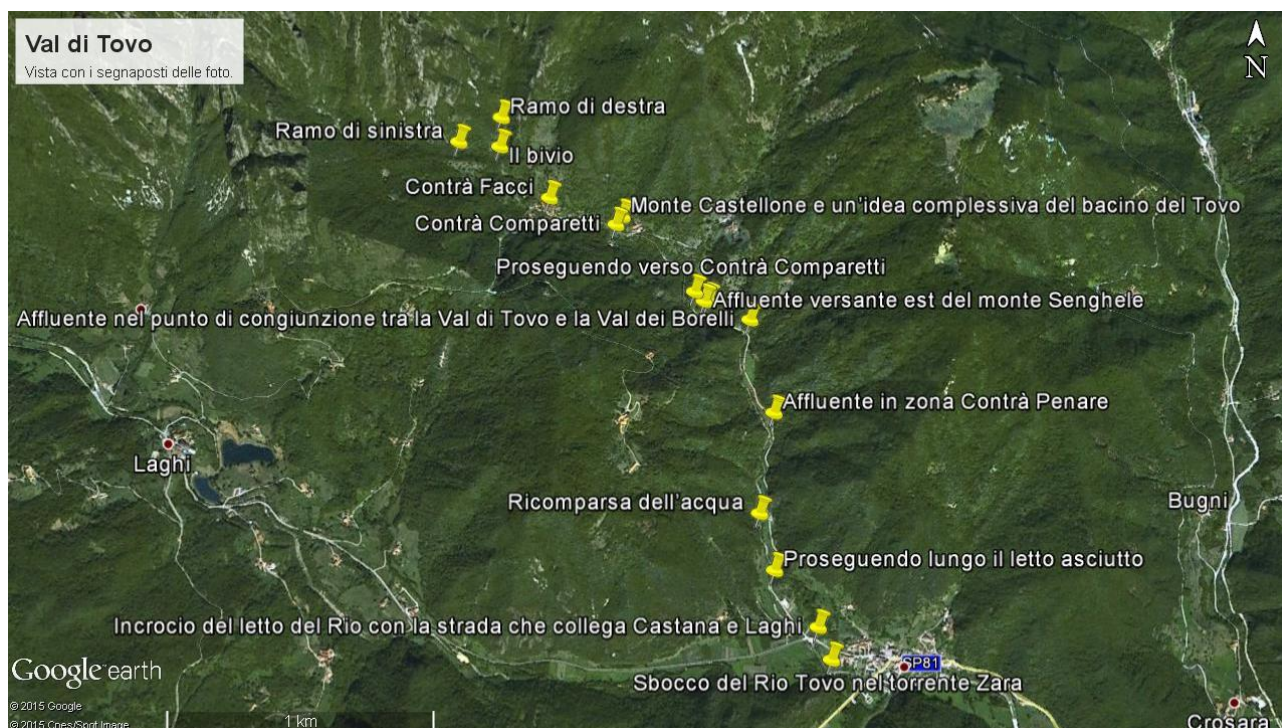 Val di Tovo
Vista con i segnaposti delle foto.
N
Ramo di destra
Ramo di sinistra
Il bivio
Contrà Facci
Monte Castellone e un'idea complessiva del bacino del Tovo
Contrà Comparetti
Proseguendo verso Contrà Comparetti
Affluente versante est del monte Senghele
Affluente nel punto di congiunzione tra la Val di Tovo e la Val dei Borelli
Affluente in zona Contrà Penare
Laghi
Ricomparsa dell'acqua
Bugni
Proseguendo lungo il letto asciutto
Incrocio del letto del Rio con la strada che collega Castana e Laghi
SP81
Google earth
Sbocco del Rio Tovo nel torrente Zara
© 2015 Google
© 2015 Cnes/Spot Image
1 km
Crosara